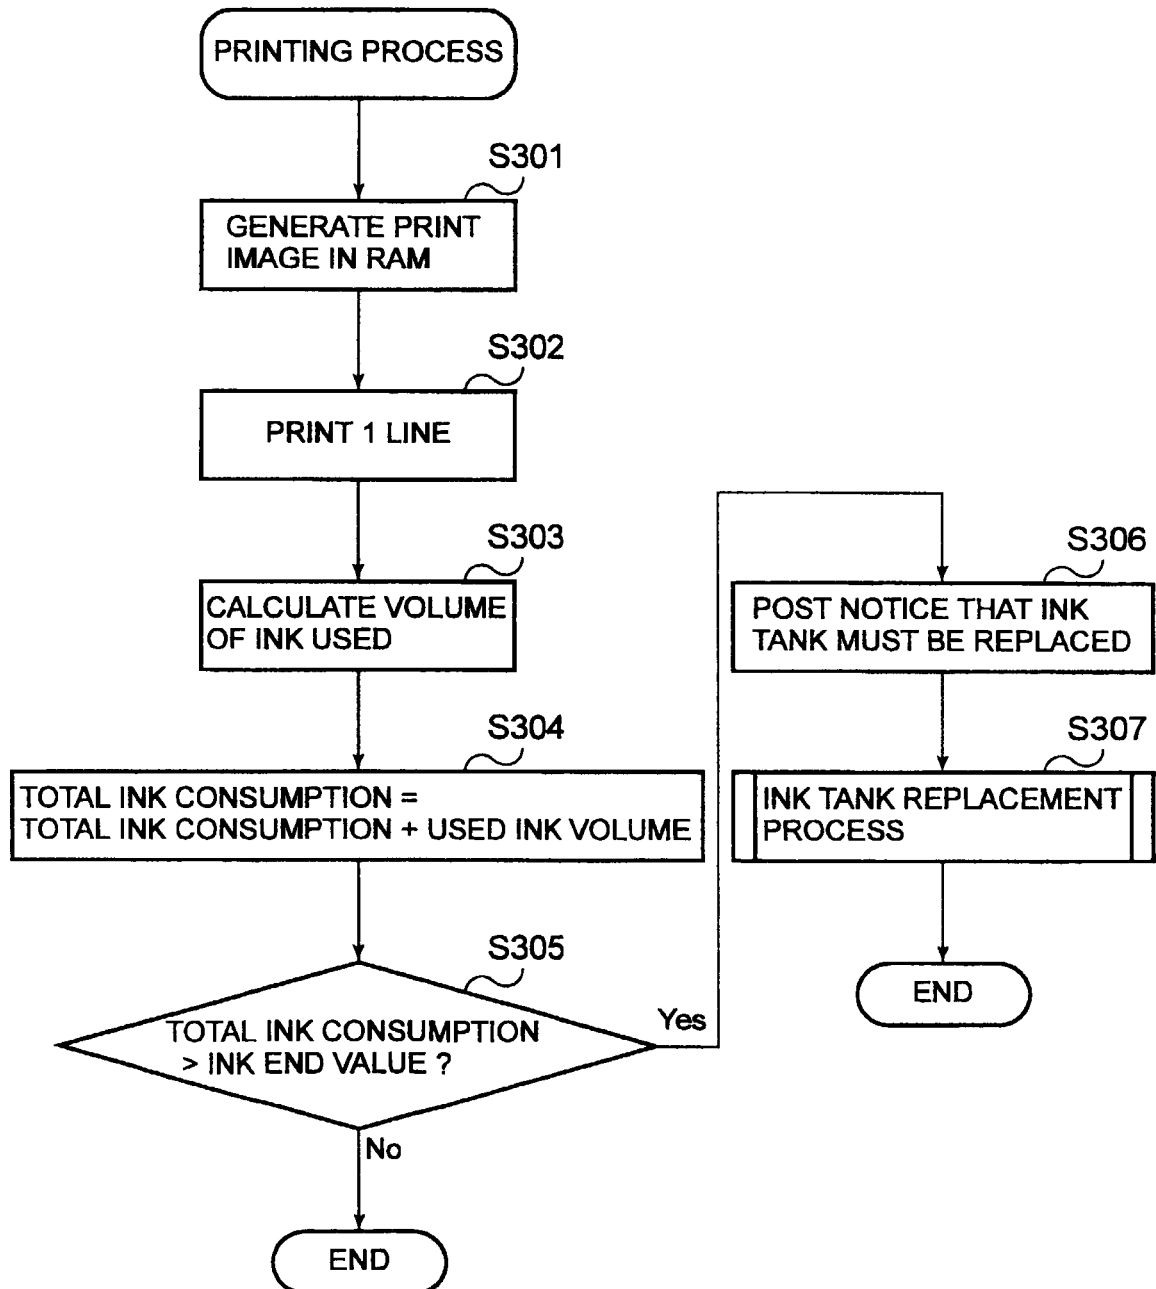 PRINTING PROCESS
S301
GENERATE PRINT
IMAGE IN RAM
S302
PRINT 1 LINE
S303
CALCULATE VOLUME
OF INK USED
S304
TOTAL INK CONSUMPTION =
TOTAL INK CONSUMPTION + USED INK VOLUME
S305
TOTAL INK CONSUMPTION
> INK END VALUE ?
Yes
No
END
S306
POST NOTICE THAT INK
TANK MUST BE REPLACED
S307
INK TANK REPLACEMENT
PROCESS
END